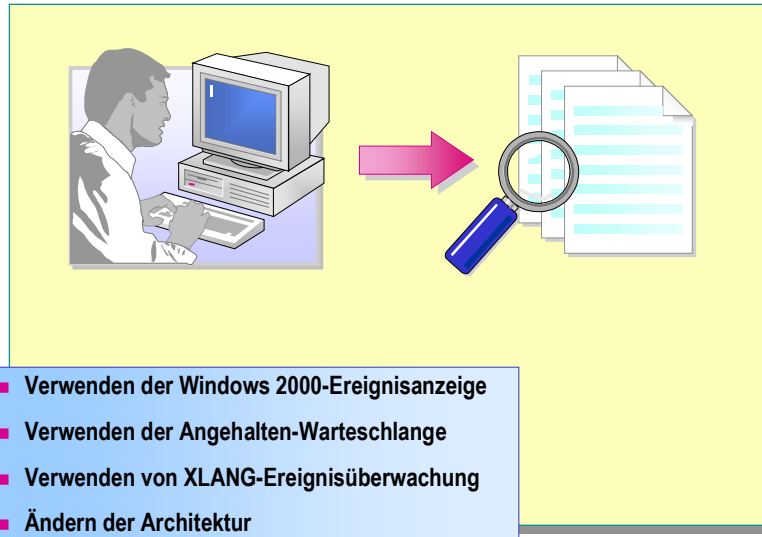 Verwenden der Windows 2000-Ereignisanzeige
Verwenden der Angehalten-Warteschlange
Verwenden von XLANG-Ereignisüberwachung
Ändern der Architektur